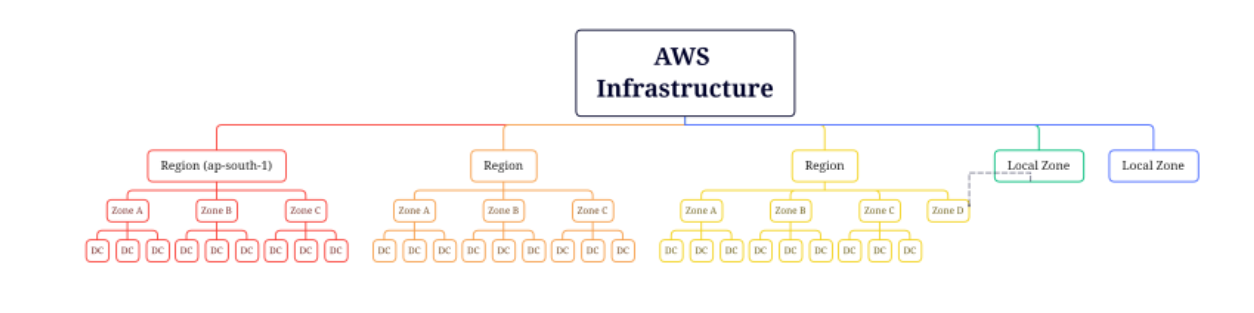 AWS
Infrastructure
Region (ap-south-1) Region Region Local Zone Local Zone
Zone A Zone B Zone C Zone A Zone B Zone C Zone A Zone B Zone C Zone D
DC DC DC DC DC DC DC DC DC DC DC DC DC DC DC DC DC DC DC DC DC DC DC DC DC DC DC